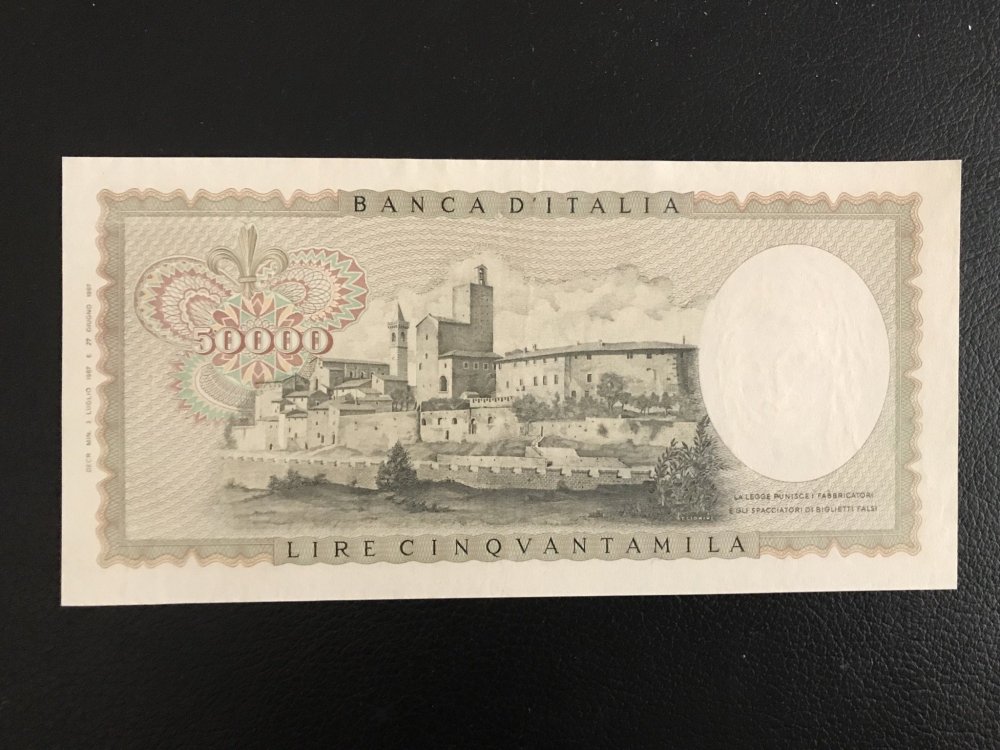 BANCA D'ITALIA
50000
DECR. MIN. 3 LUGLIO 1967 E 27 GIUGNO 1967
LA LEGGE PUNISCE I FABBRICATORI
E GLI SPACCIATORI DI BIGLIETTI FALSI
LIRE CINQVANTAMILA